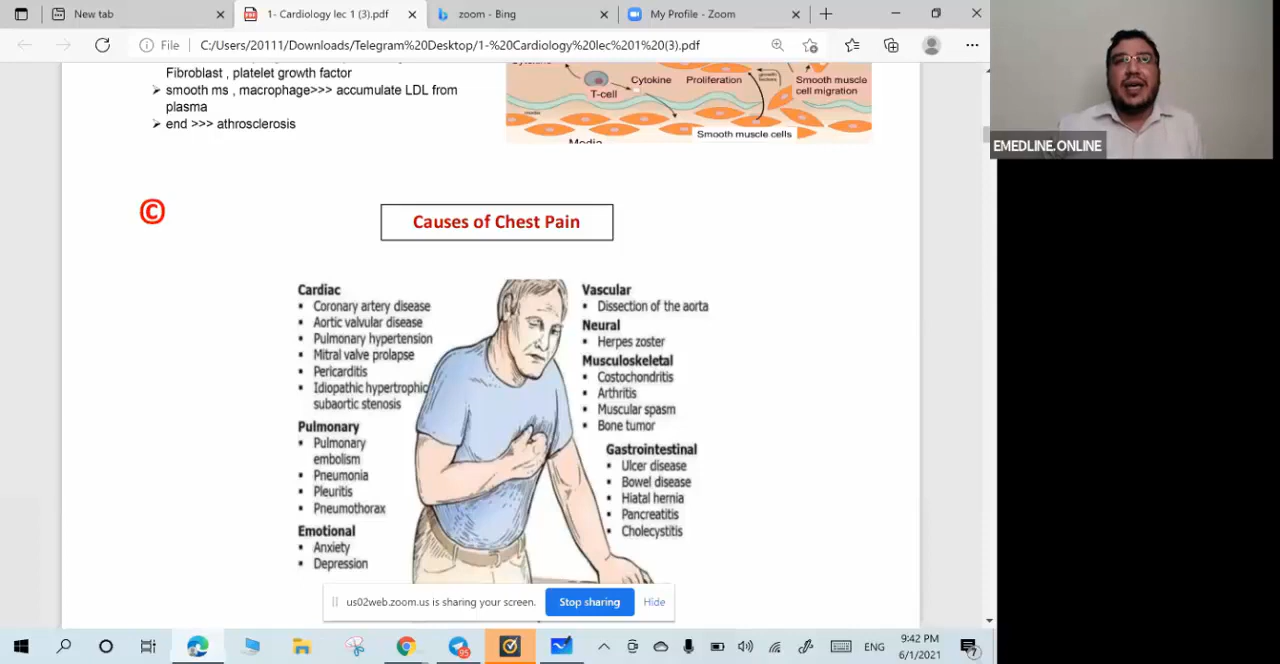 New tab
1- Cardiology lec 1 (3).pdf
zoom - Bing
My Profile - Zoom
File
C:/Users/20111/Downloads/Telegram%20Desktop/1-%20Cardiology%20lec%201%20(3).pdf
Fibroblast , platelet growth factor
➢ smooth ms , macrophage>>> accumulate LDL from
plasma
➢ end >>> athrosclerosis
Cytokine
Proliferation
growth
factors
Smooth muscle
cell migration
T-cell
media
Smooth muscle cells
Media
EMEDLINE.ONLINE
©
Causes of Chest Pain
Cardiac
▪ Coronary artery disease
▪ Aortic valvular disease
▪ Pulmonary hypertension
▪ Mitral valve prolapse
▪ Pericarditis
▪ Idiopathic hypertrophic
subaortic stenosis
Pulmonary
▪ Pulmonary
embolism
▪ Pneumonia
▪ Pleuritis
▪ Pneumothorax
Emotional
▪ Anxiety
▪ Depression
Vascular
▪ Dissection of the aorta
Neural
▪ Herpes zoster
Musculoskeletal
▪ Costochondritis
▪ Arthritis
▪ Muscular spasm
▪ Bone tumor
Gastrointestinal
▪ Ulcer disease
▪ Bowel disease
▪ Hiatal hernia
▪ Pancreatitis
▪ Cholecystitis
us02web.zoom.us is sharing your screen.
Stop sharing
Hide
ENG
9:42 PM
6/1/2021